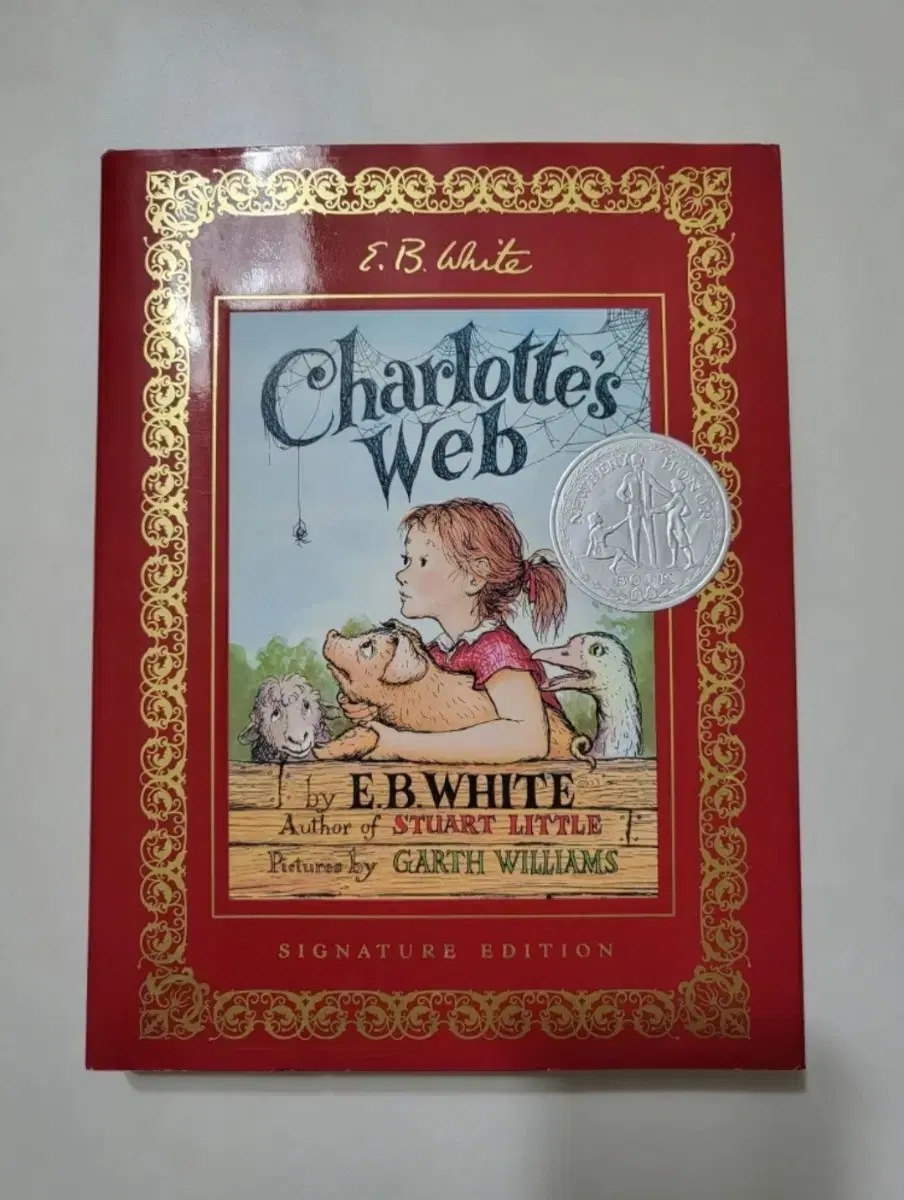 E.B. White
Charlotte's
Web
NEWBERY HONOR
BOOK
by E.B. WHITE
Author of STUART LITTLE
Pictures by GARTH WILLIAMS
SIGNATURE EDITION